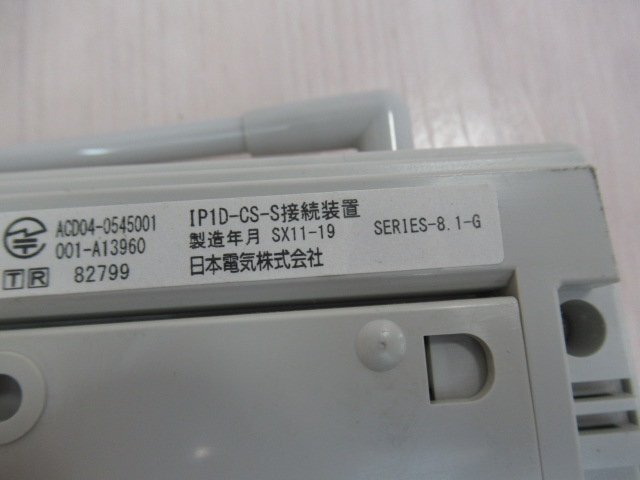 ACD04-0545001
001-A13960
T R 82799
IP1D-CS-S接続装置
製造年月 SX11-19
SERIES-8.1-G
日本電気株式会社